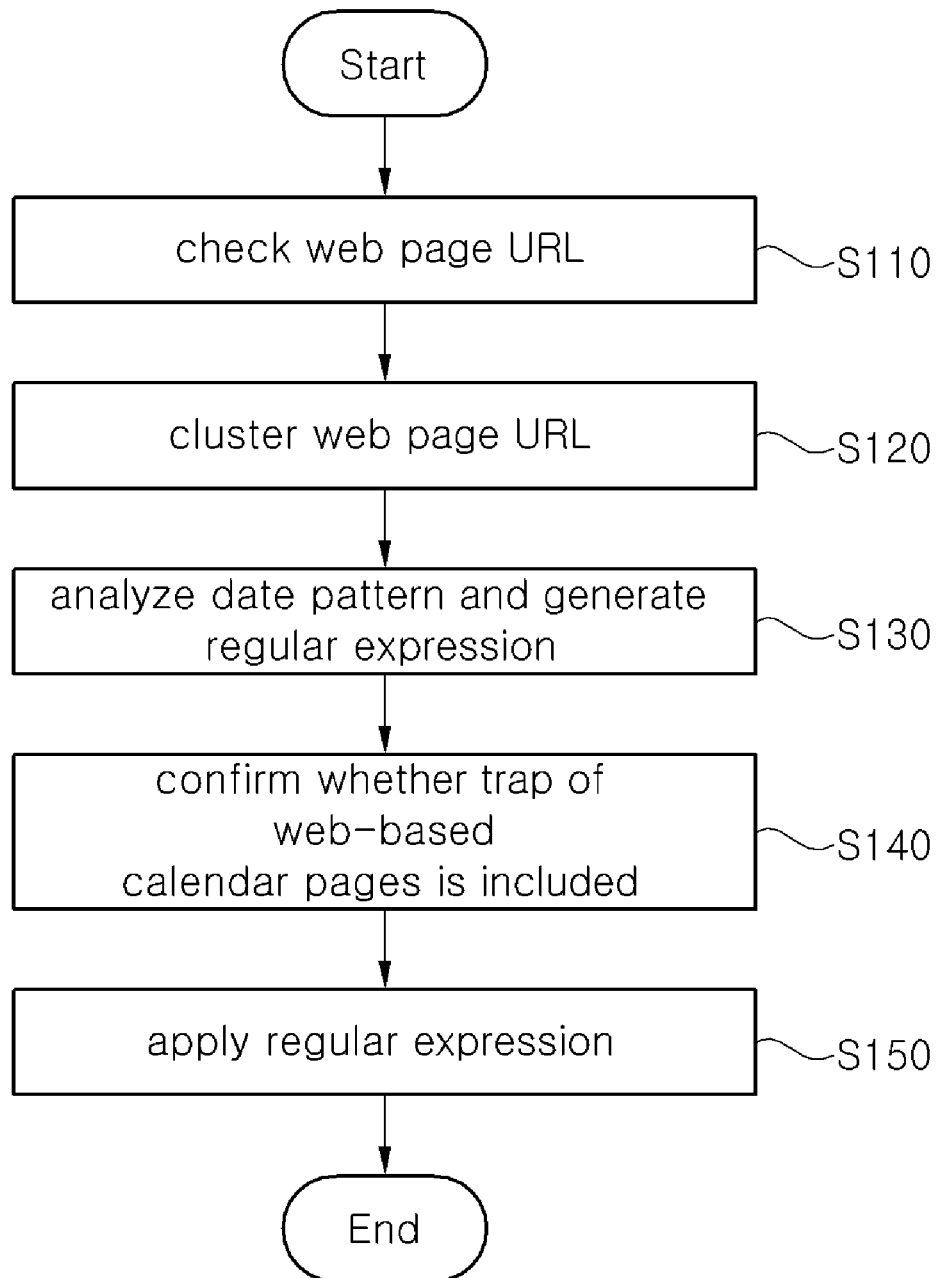 Start
check web page URL
S110
cluster web page URL
S120
analyze date pattern and generate
regular expression
S130
confirm whether trap of
web-based
calendar pages is included
S140
apply regular expression
S150
End